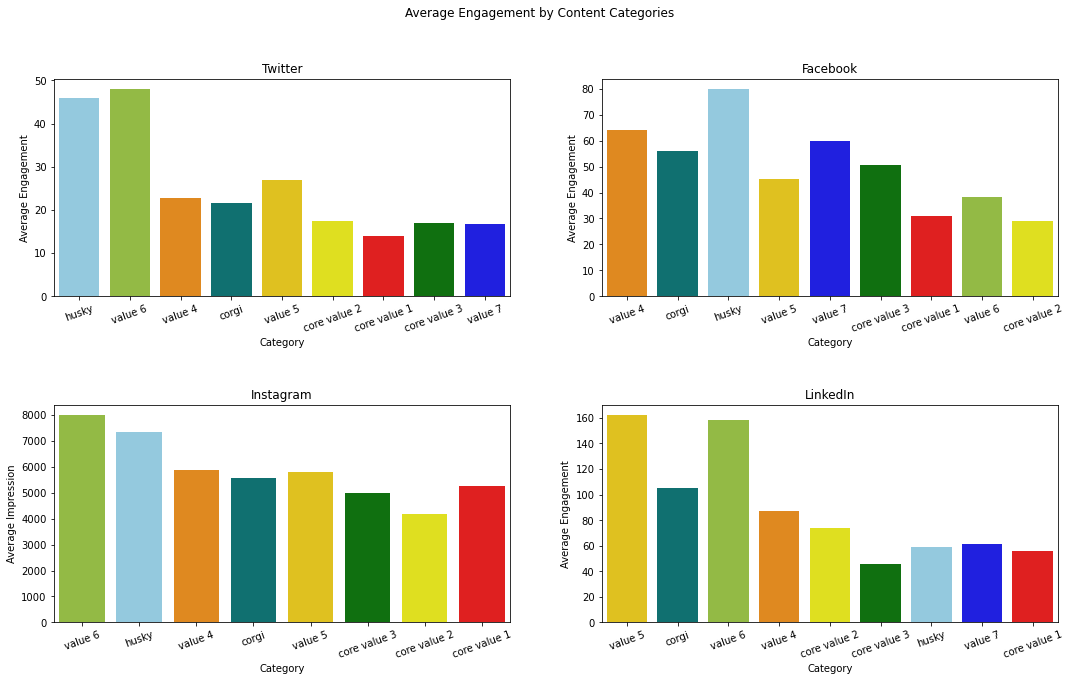 Average Engagement by Content Categories
Twitter
Average Engagement
50
40
30
20
10
0
husky
value 6
value 4
corgi
value 5
core value 2
core value 1
core value 3
value 7
Category
Facebook
Average Engagement
80
70
60
50
40
30
20
10
0
value 4
corgi
husky
value 5
value 7
core value 3
core value 1
value 6
core value 2
Category
Instagram
Average Impression
8000
7000
6000
5000
4000
3000
2000
1000
0
value 6
husky
value 4
corgi
value 5
core value 3
core value 2
core value 1
Category
LinkedIn
Average Engagement
160
140
120
100
80
60
40
20
0
value 5
corgi
value 6
value 4
core value 2
core value 3
husky
value 7
core value 1
Category